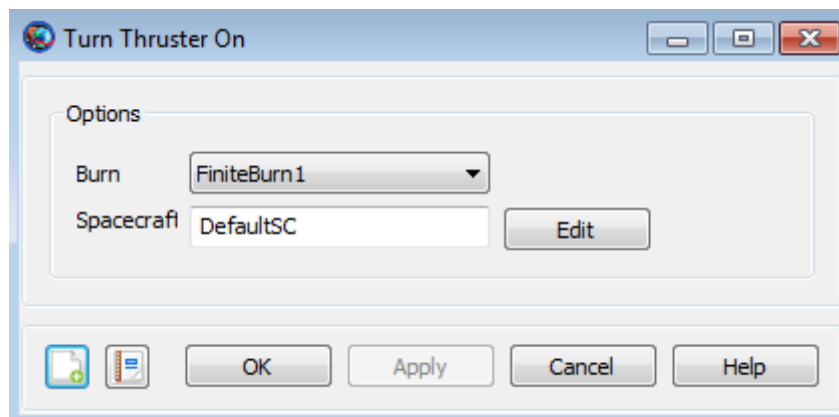 Turn Thruster On
Options
Burn FiniteBurn1
Spacecraft DefaultSC Edit
OK Apply Cancel Help